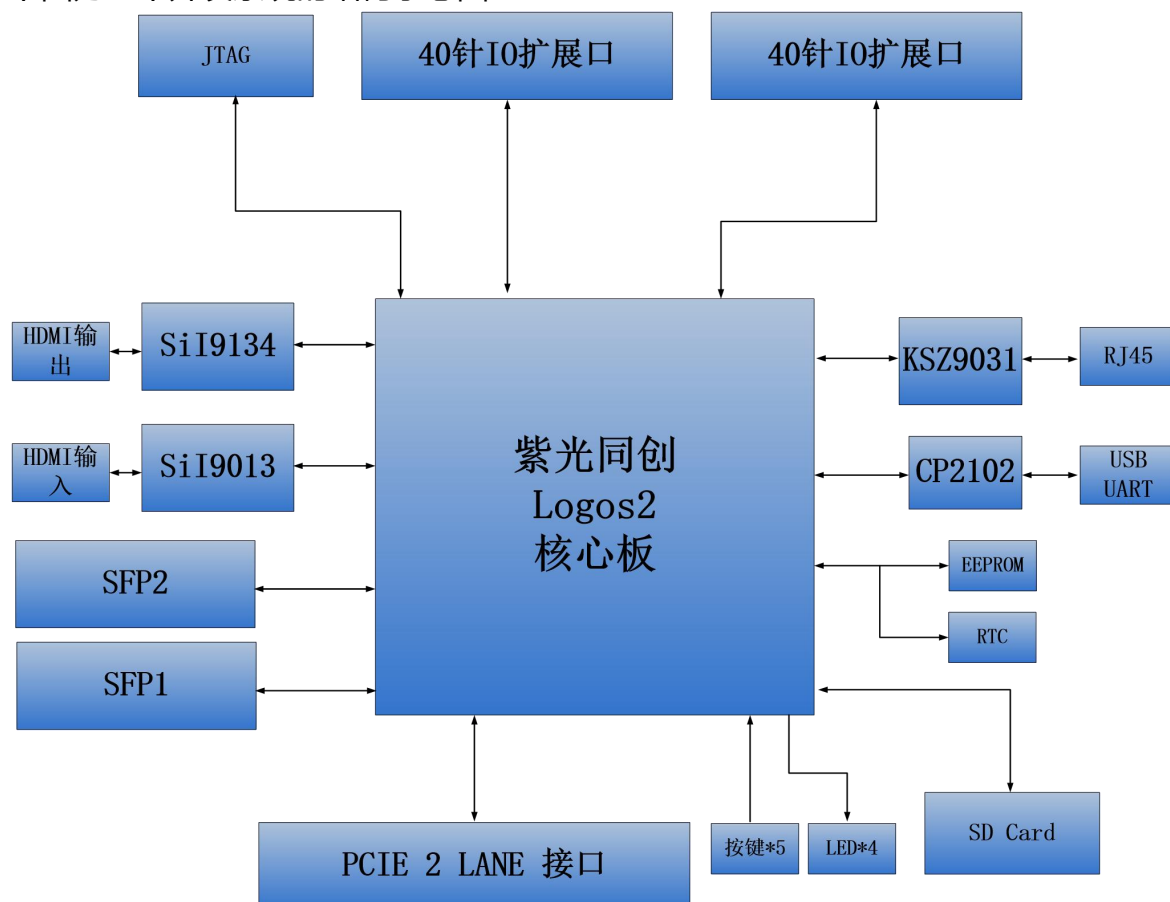 JTAG
40针IO扩展口
40针IO扩展口
HDMI输
出
SiI9134
KSZ9031
RJ45
HDMI输
入
SiI9013
紫光同创
Logos2
核心板
CP2102
USB
UART
SFP2
EEPROM
RTC
SFP1
PCIE 2 LANE 接口
按键*5
LED*4
SD Card